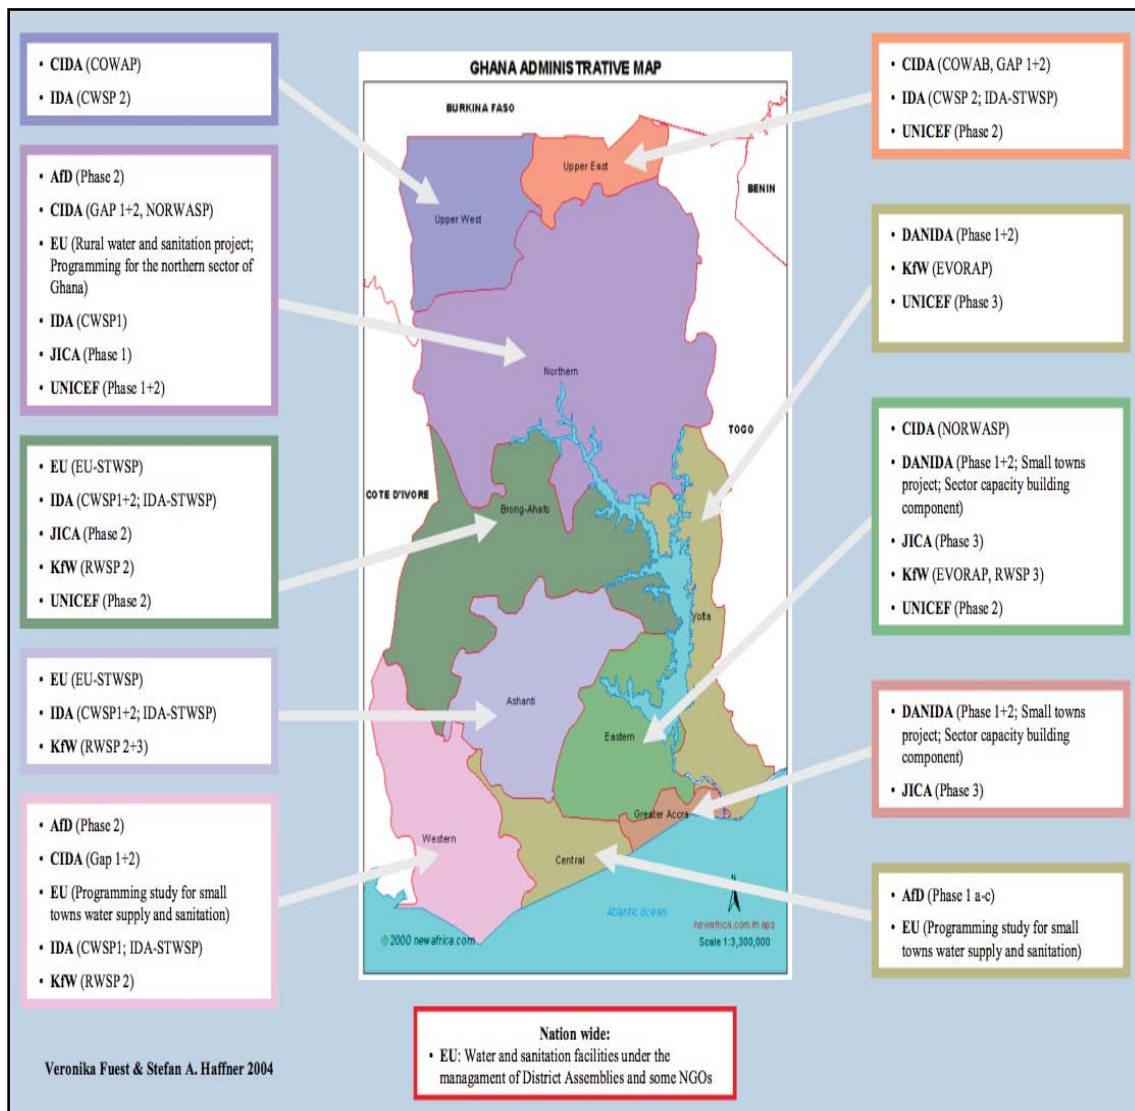 • CIDA (COWAP)
• IDA (CWSP 2)
• AfD (Phase 2)
• CIDA (GAP 1+2, NORWASP)
• EU (Rural water and sanitation project;
Programming for the northern sector of
Ghana)
• IDA (CWSP1)
• JICA (Phase 1)
• UNICEF (Phase 1+2)
• EU (EU-STWSP)
• IDA (CWSP1+2; IDA-STWSP)
• JICA (Phase 2)
• KfW (RWSP 2)
• UNICEF (Phase 2)
• EU (EU-STWSP)
• IDA (CWSP1+2; IDA-STWSP)
• KfW (RWSP 2+3)
• AfD (Phase 2)
• CIDA (Gap 1+2)
• EU (Programming study for small
towns water supply and sanitation)
• IDA (CWSP1; IDA-STWSP)
• KfW (RWSP 2)
Veronika Fuest & Stefan A. Haffner 2004
GHANA ADMINISTRATIVE MAP
BURKINA FASO
Upper East
BENIN
Upper West
Northern
TOGO
COTE D'IVORE
Brong-Ahafo
Volta
Ashanti
Eastern
Greater Accra
Western
Central
Atlantic ocean
newafrica.com/maps
© 2000 newafrica.com
Scale 1:3,300,000
• CIDA (COWAB, GAP 1+2)
• IDA (CWSP 2; IDA-STWSP)
• UNICEF (Phase 2)
• DANIDA (Phase 1+2)
• KfW (EVORAP)
• UNICEF (Phase 3)
• CIDA (NORWASP)
• DANIDA (Phase 1+2; Small towns
project; Sector capacity building
component)
• JICA (Phase 3)
• KfW (EVORAP, RWSP 3)
• UNICEF (Phase 2)
• DANIDA (Phase 1+2; Small towns
project; Sector capacity building
component)
• JICA (Phase 3)
• AfD (Phase 1 a-c)
• EU (Programming study for small
towns water supply and sanitation)
Nation wide:
• EU: Water and sanitation facilities under the
managament of District Assemblies and some NGOs